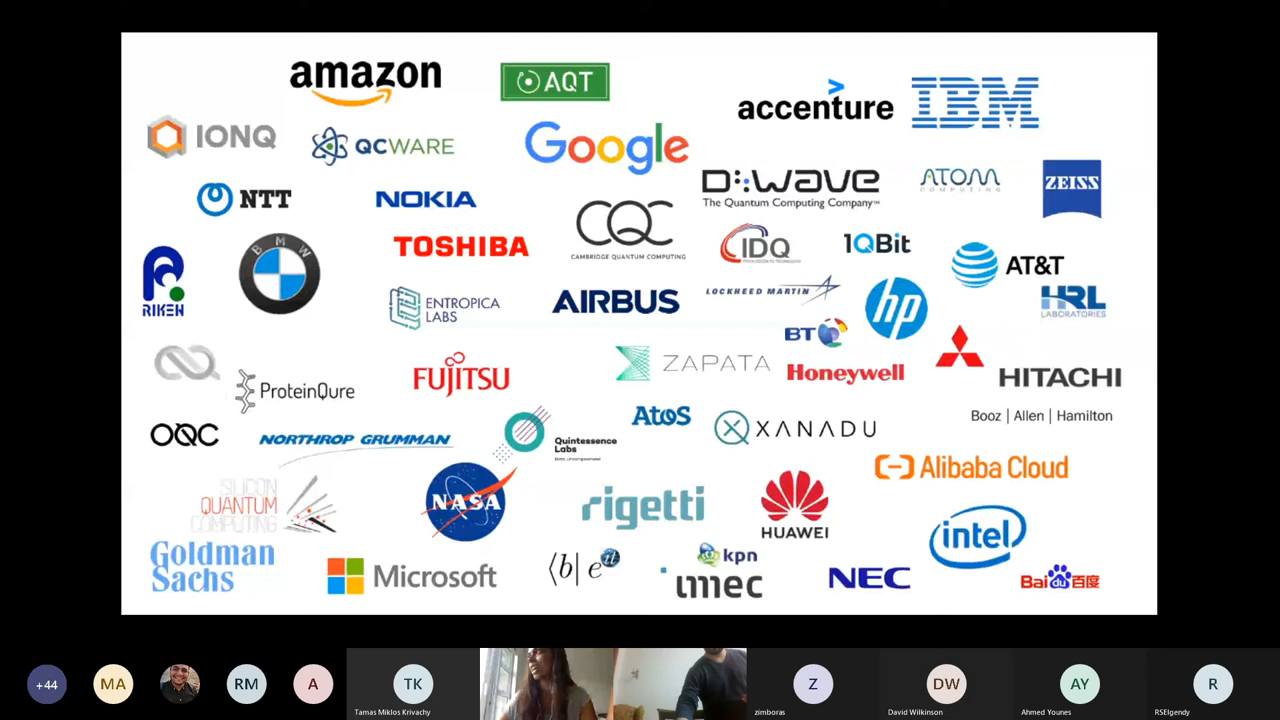 amazon
AQT
accenture
IBM
IONQ
QCWARE
Google
D:wave
The Quantum Computing Company™
ATOM
COMPUTING
ZEISS
NTT
NOKIA
CQC
CAMBRIDGE QUANTUM COMPUTING
TOSHIBA
IDQ
1QBit
AT&T
BMW
RIKEN
ENTROPICA
LABS
AIRBUS
LOCKHEED MARTIN
hp
HRL
LABORATORIES
BT
ZAPATA
Honeywell
HITACHI
ProteinQure
FUJITSU
Atos
XANADU
Booz | Allen | Hamilton
OQC
NORTHROP GRUMMAN
Quintessence
Labs
Alibaba Cloud
SILICON
QUANTUM
COMPUTING
NASA
rigetti
HUAWEI
intel
Goldman
Sachs
Microsoft
⟨b| e^it
kpn
imec
NEC
Bai du 百度
+44
MA
RM
A
TK
Tamas Miklos Krivachy
Z
zimboras
DW
David Wilkinson
AY
Ahmed Younes
R
RSElgendy